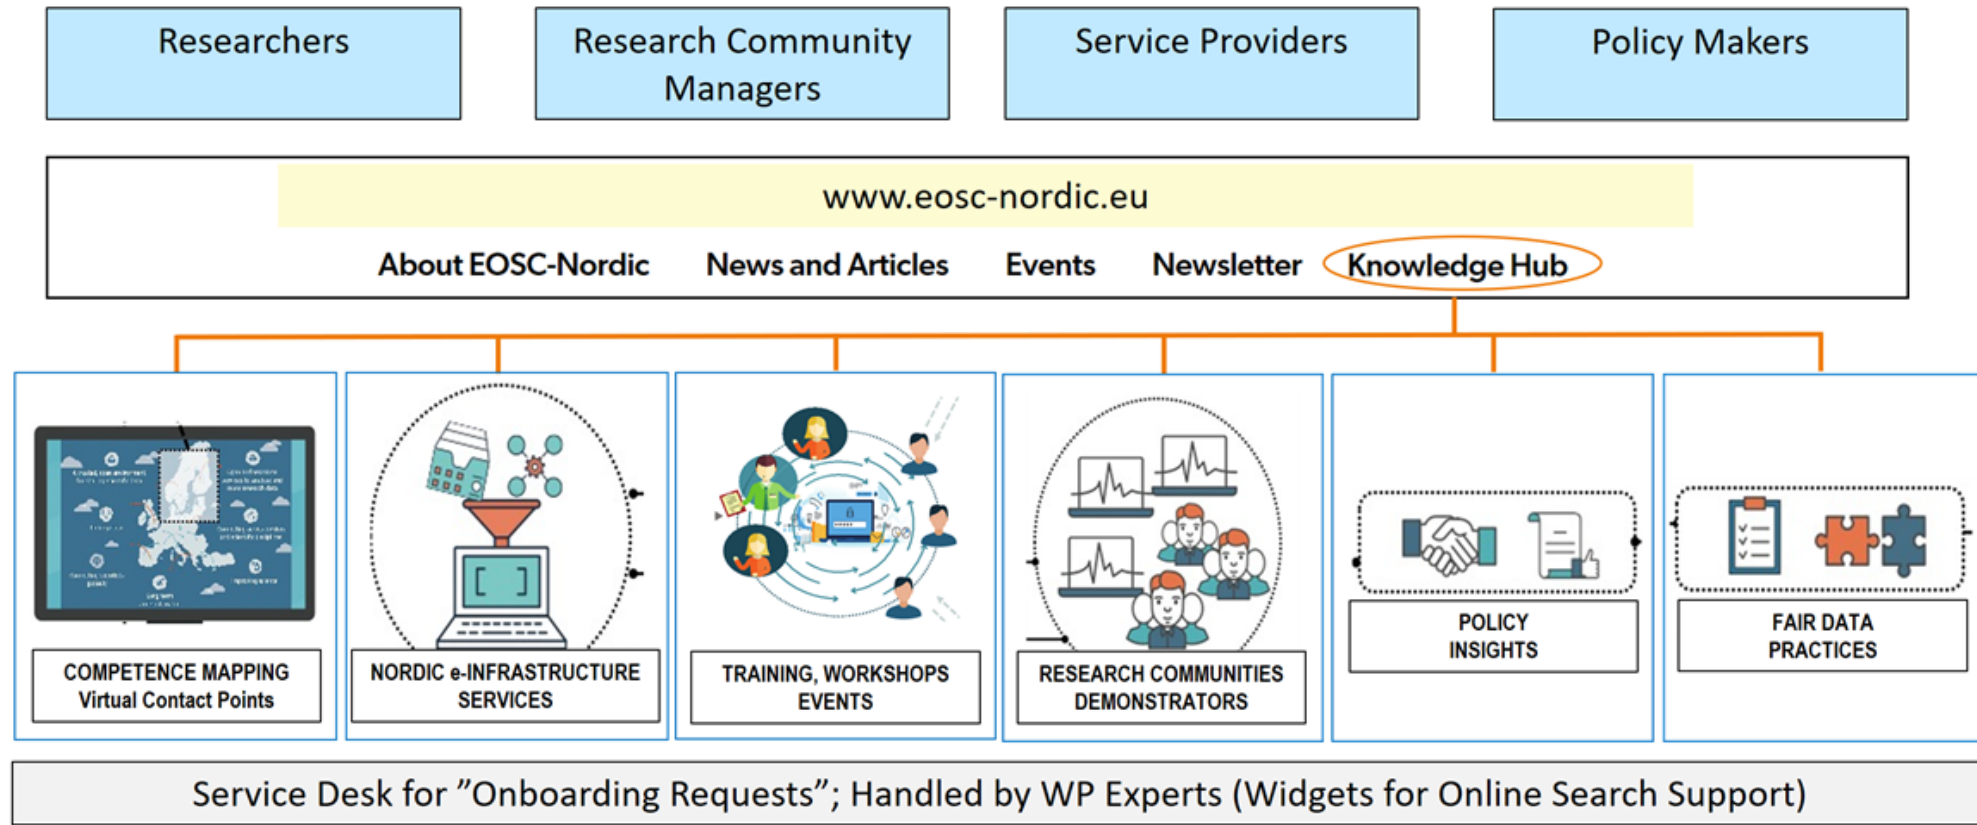 Researchers
Research Community
Managers
Service Providers
Policy Makers
www.eosc-nordic.eu
About EOSC-Nordic News and Articles Events Newsletter Knowledge Hub
COMPETENCE MAPPING
Virtual Contact Points
NORDIC e-INFRASTRUCTURE
SERVICES
TRAINING, WORKSHOPS
EVENTS
RESEARCH COMMUNITIES
DEMONSTRATORS
POLICY
INSIGHTS
FAIR DATA
PRACTICES
Service Desk for ”Onboarding Requests”; Handled by WP Experts (Widgets for Online Search Support)